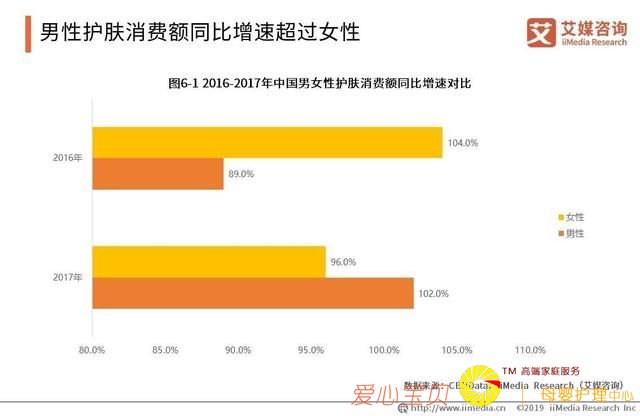 男性护肤消费额同比增速超过女性
艾媒咨询
iiMedia Research
图6-1 2016-2017年中国男女性护肤消费额同比增速对比
2016年
104.0%
89.0%
女性
男性
2017年
96.0%
102.0%
80.0% 85.0% 90.0% 95.0% 100.0% 105.0% 110.0%
TM 高端家庭服务
爱心宝贝
母婴护理中心
Research（艾媒咨询）
http://www.iimedia.cn ©2019 iiMedia Research Inc